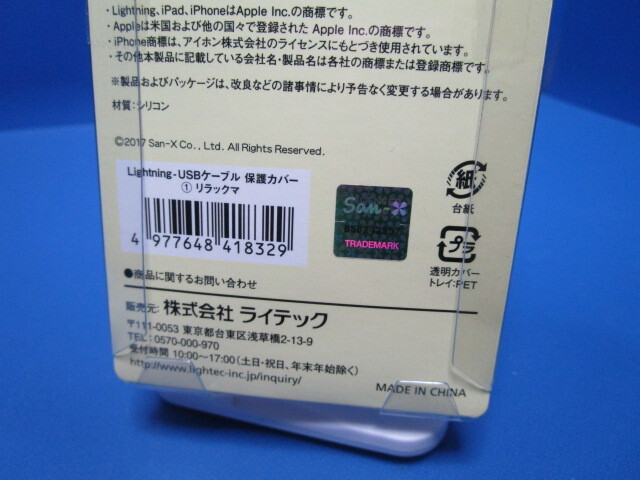 ・Lightning、iPad、iPhoneはApple Inc.の商標です。
・Appleは米国および他の国々で登録された Apple Inc.の商標です。
・iPhone商標は、アイホン株式会社のライセンスにもとづき使用されています。
・その他本製品に記載している会社名・製品名は各社の商標または登録商標です。
※製品およびパッケージは、改良などの諸事情により予告なく変更する場合があります。
材質：シリコン
©2017 San-X Co., Ltd. All Rights Reserved.
Lightning-USBケーブル 保護カバー
① リラックマ
4 977648 418329
San-X
TRADEMARK
紙
台紙
プラ
透明カバー
トレイ:PET
●商品に関するお問い合わせ
販売元: 株式会社 ライテック
〒111-0053 東京都台東区浅草橋2-13-9
TEL：0570-000-970
受付時間 10:00〜17:00（土日・祝日、年末年始除く）
http://www.lightec-inc.jp/inquiry/
MADE IN CHINA